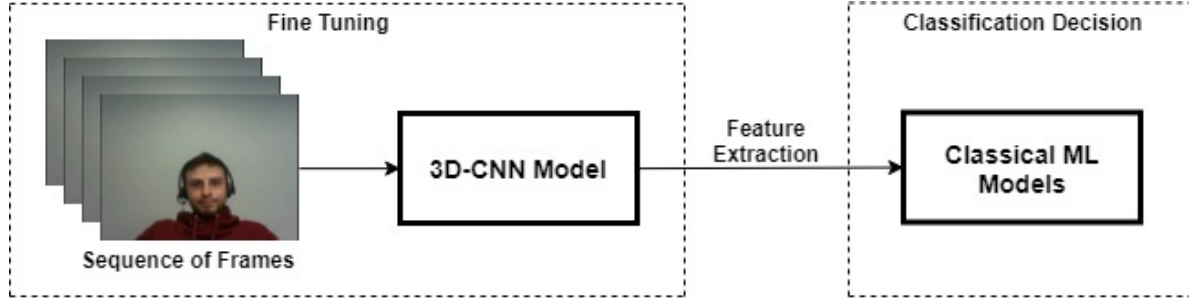 Fine Tuning
Classification Decision
3D-CNN Model
Feature
Extraction
Classical ML
Models
Sequence of Frames